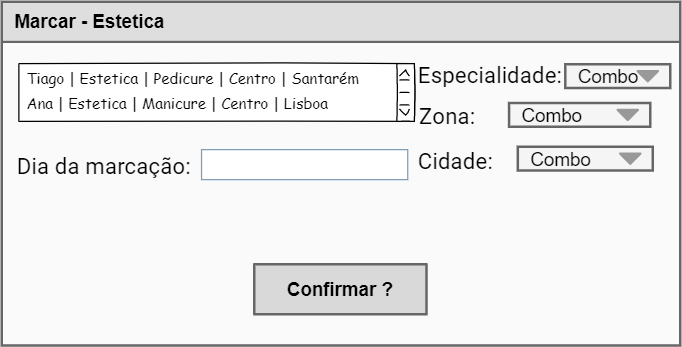 Marcar - Estetica
Tiago | Estetica | Pedicure | Centro | Santarém
Ana | Estetica | Manicure | Centro | Lisboa
Especialidade: Combo
Zona: Combo
Dia da marcação:
Cidade: Combo
Confirmar ?